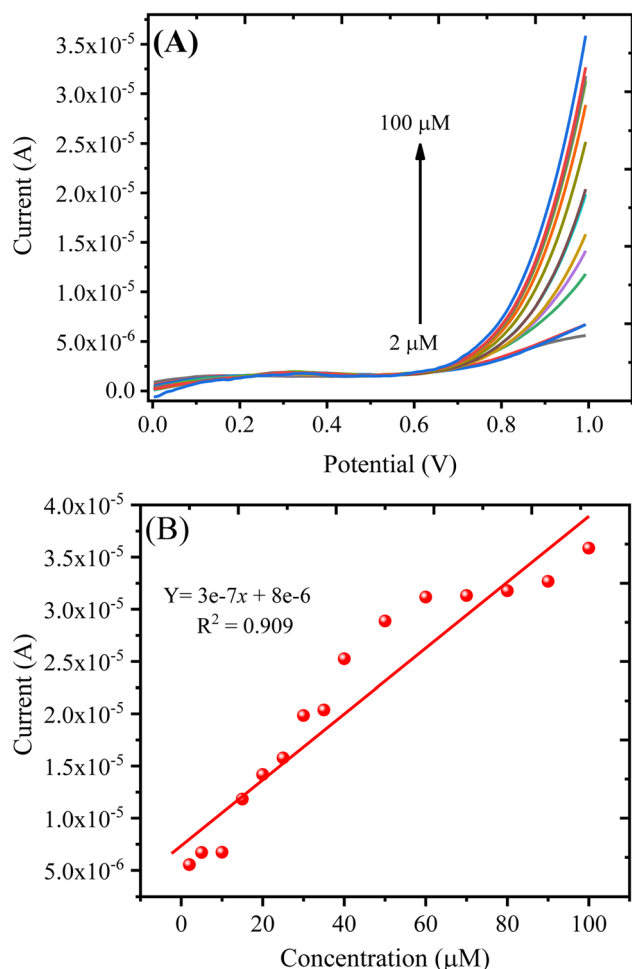 (A)
3.5x10⁻⁵
3.0x10⁻⁵
2.5x10⁻⁵
2.0x10⁻⁵
1.5x10⁻⁵
1.0x10⁻⁵
5.0x10⁻⁶
0.0
Current (A)
100 μM
2 μM
0.0 0.2 0.4 0.6 0.8 1.0
Potential (V)
(B)
4.0x10⁻⁵
3.5x10⁻⁵
3.0x10⁻⁵
2.5x10⁻⁵
2.0x10⁻⁵
1.5x10⁻⁵
1.0x10⁻⁵
5.0x10⁻⁶
Current (A)
Y= 3e-7x + 8e-6
R² = 0.909
0 20 40 60 80 100
Concentration (μM)